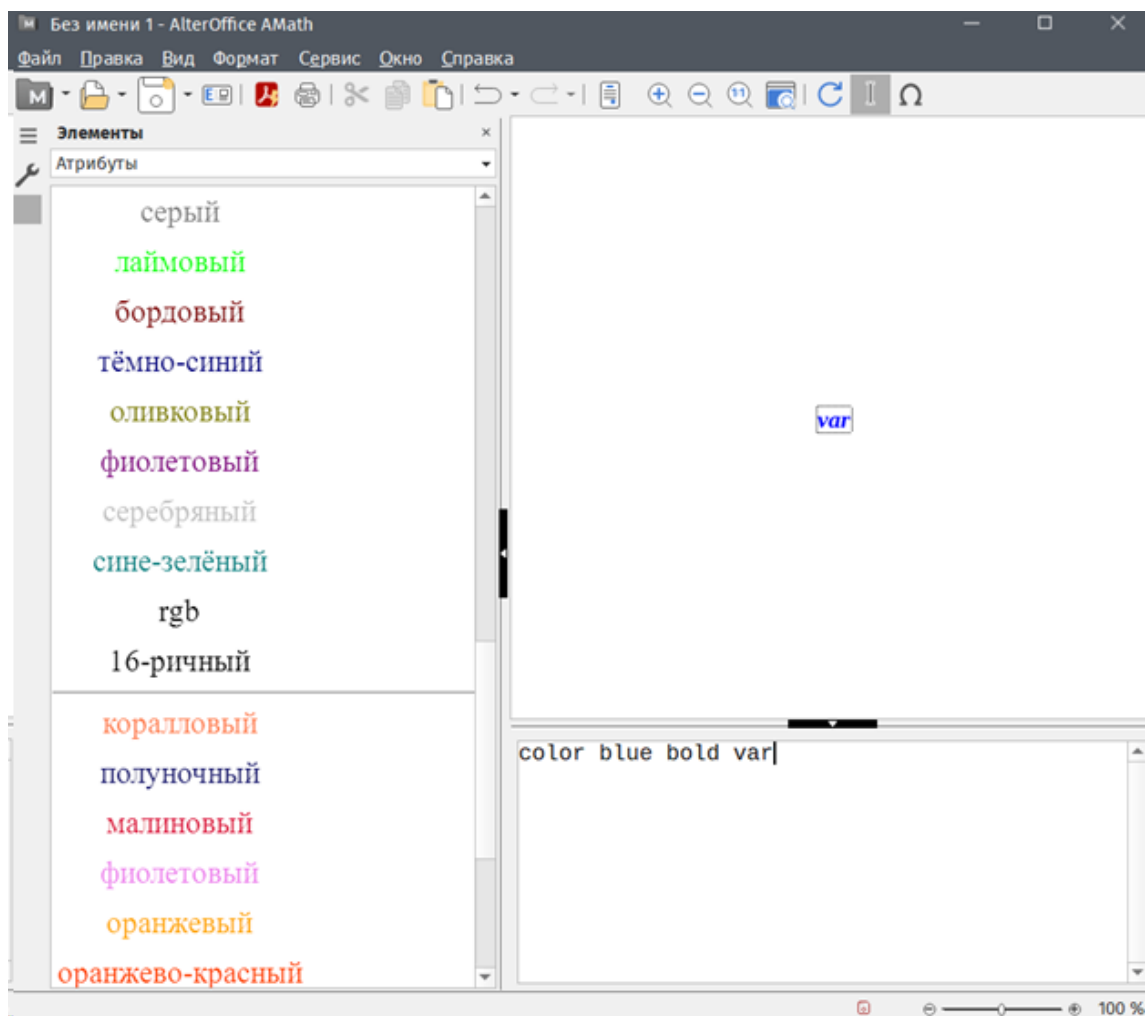 Без имени 1 - AlterOffice AMath
Файл Правка Вид Формат Сервис Окно Справка
Элементы
Атрибуты
серый
лаймовый
бордовый
тёмно-синий
оливковый
фиолетовый
серебряный
сине-зелёный
rgb
16-ричный
коралловый
полуночный
малиновый
фиолетовый
оранжевый
оранжево-красный
var
color blue bold var
100 %